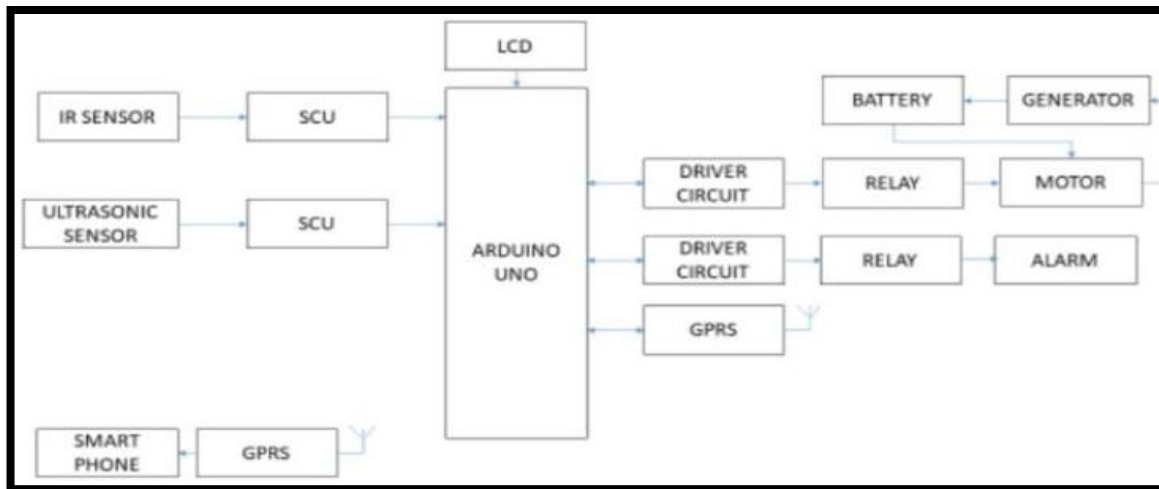 LCD
IR SENSOR
SCU
BATTERY
GENERATOR
ULTRASONIC
SENSOR
SCU
ARDUINO
UNO
DRIVER
CIRCUIT
RELAY
MOTOR
DRIVER
CIRCUIT
RELAY
ALARM
GPRS
SMART
PHONE
GPRS